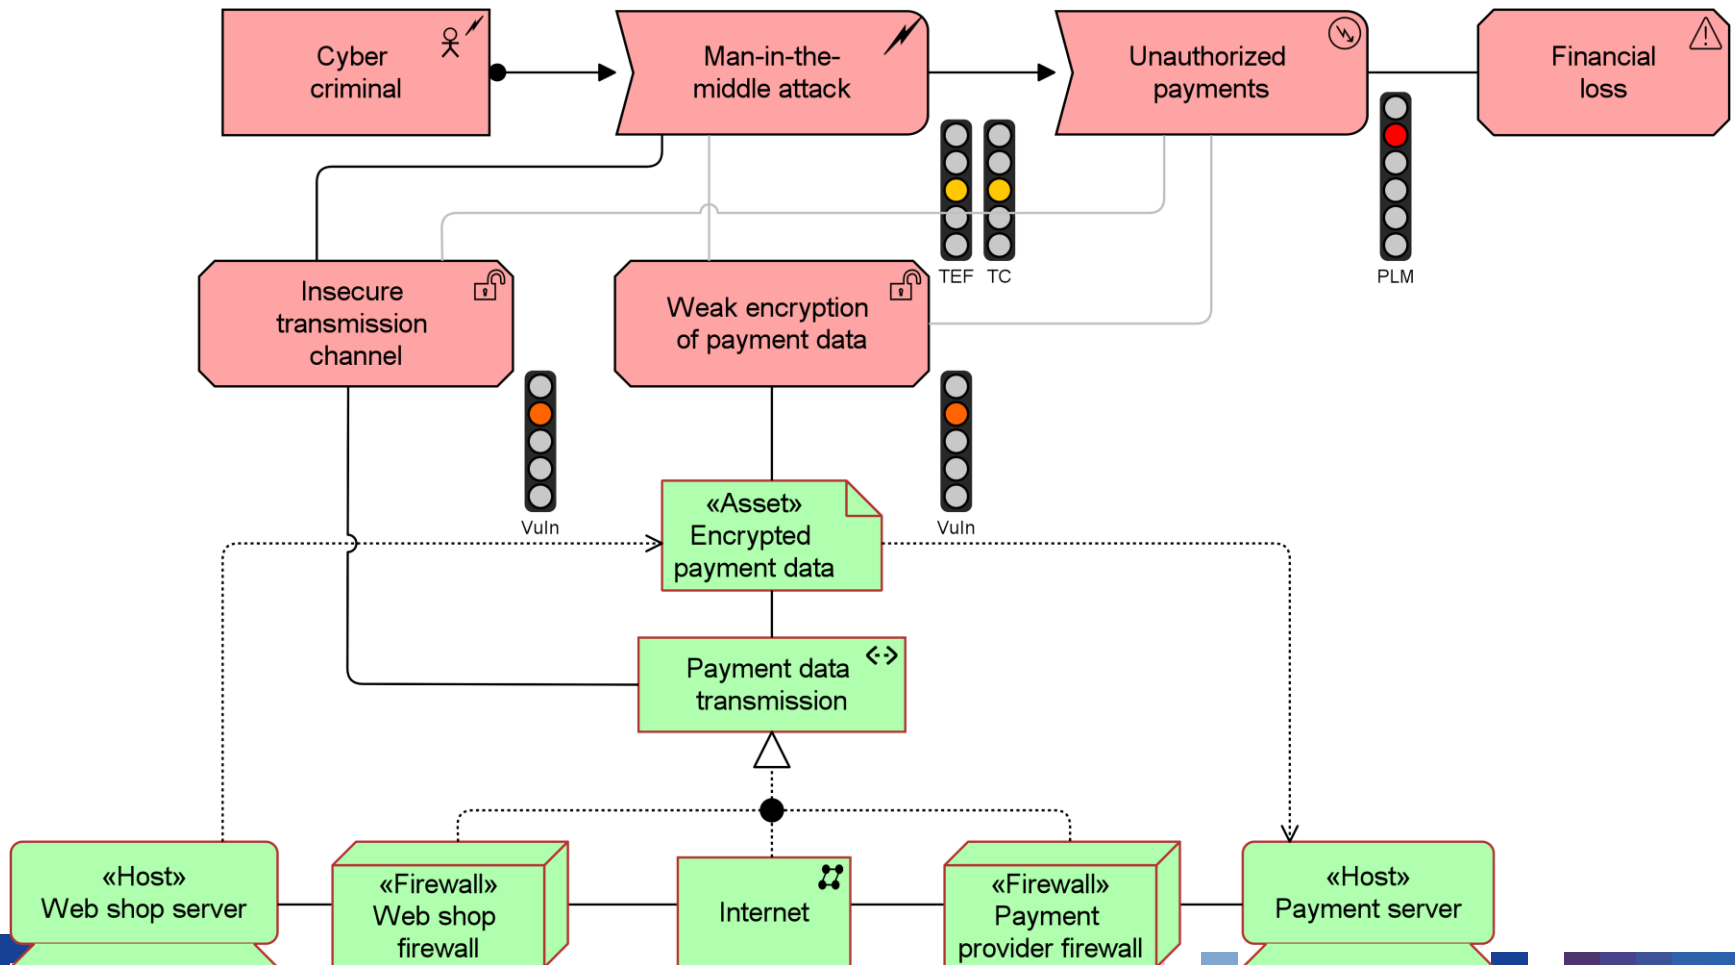 Cyber
criminal
Man-in-the-
middle attack
Unauthorized
payments
Financial
loss
TEF
TC
PLM
Insecure
transmission
channel
Weak encryption
of payment data
Vuln
Vuln
«Asset»
Encrypted
payment data
Payment data
transmission
«Host»
Web shop server
«Firewall»
Web shop
firewall
Internet
«Firewall»
Payment
provider firewall
«Host»
Payment server